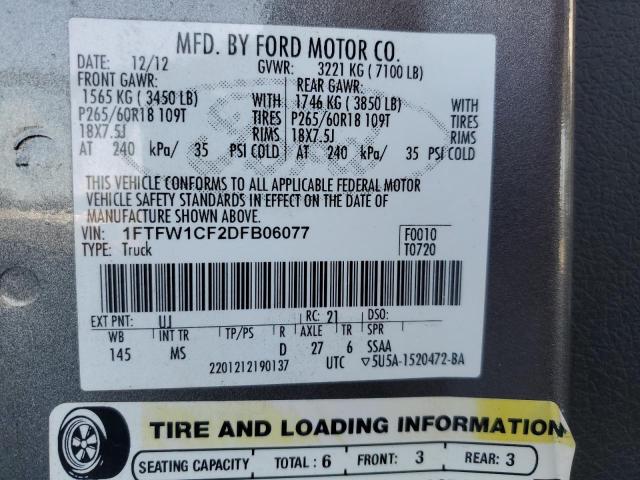 MFD. BY FORD MOTOR CO.
DATE: 12/12 GVWR: 3221 KG ( 7100 LB)
FRONT GAWR: REAR GAWR:
1565 KG ( 3450 LB) WITH 1746 KG ( 3850 LB) WITH
P265/60R18 109T TIRES P265/60R18 109T TIRES
18X7.5J RIMS 18X7.5J RIMS
AT 240 kPa/ 35 PSI COLD AT 240 kPa/ 35 PSI COLD
THIS VEHICLE CONFORMS TO ALL APPLICABLE FEDERAL MOTOR
VEHICLE SAFETY STANDARDS IN EFFECT ON THE DATE OF
MANUFACTURE SHOWN ABOVE.
VIN: 1FTFW1CF2DFB06077 F0010
TYPE: Truck T0720
EXT PNT: UJ RC: 21 DSO:
WB INT TR TP/PS R AXLE TR SPR
145 MS D 27 6 SSAA
2201212190137 UTC 5U5A-1520472-BA
TIRE AND LOADING INFORMATION
SEATING CAPACITY TOTAL : 6 FRONT: 3 REAR: 3